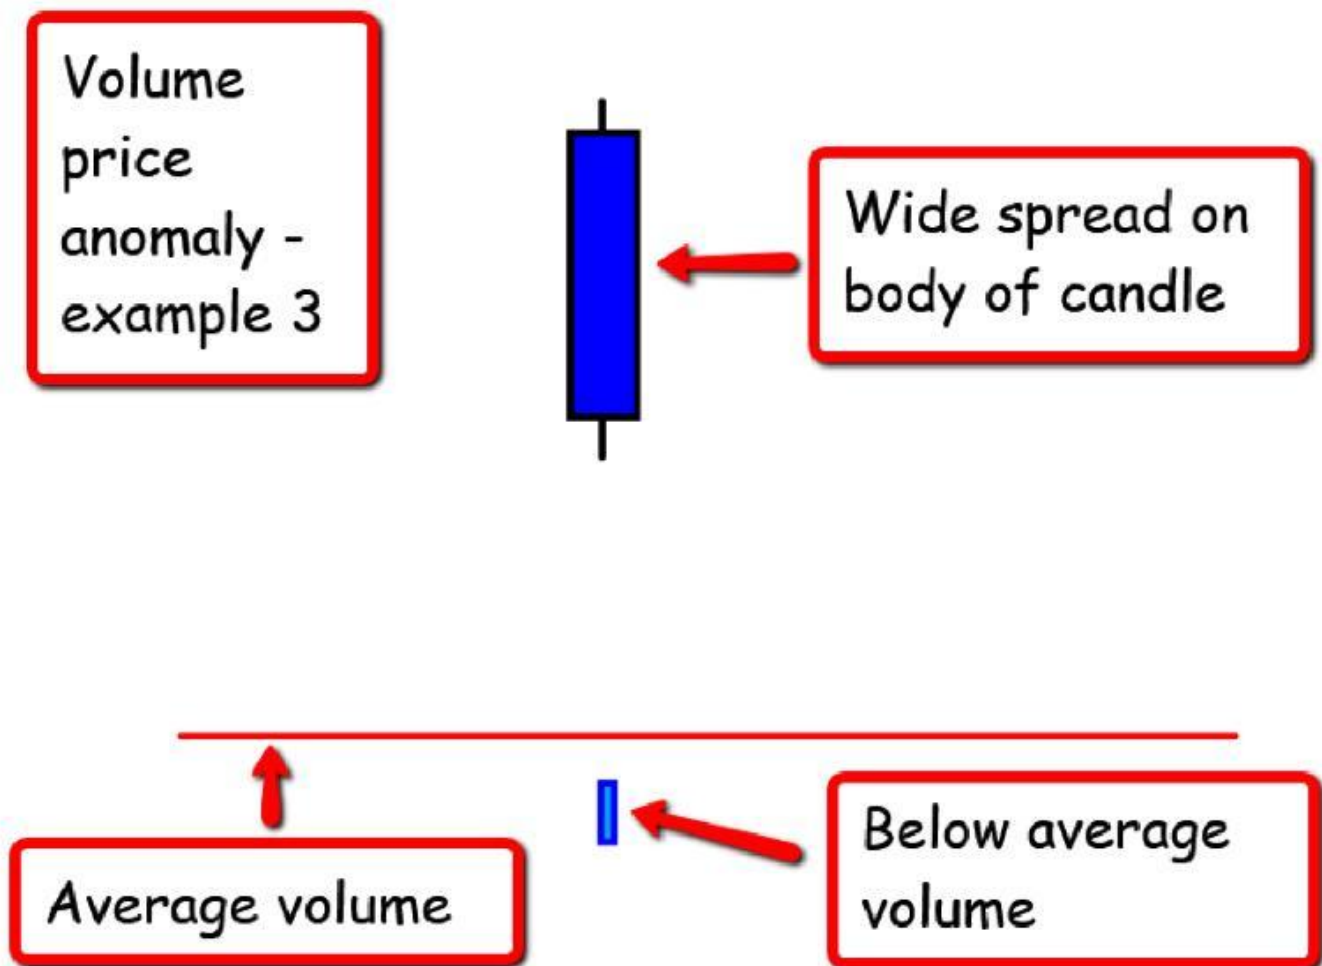 Volume
price
anomaly -
example 3
Wide spread on
body of candle
Average volume
Below average
volume